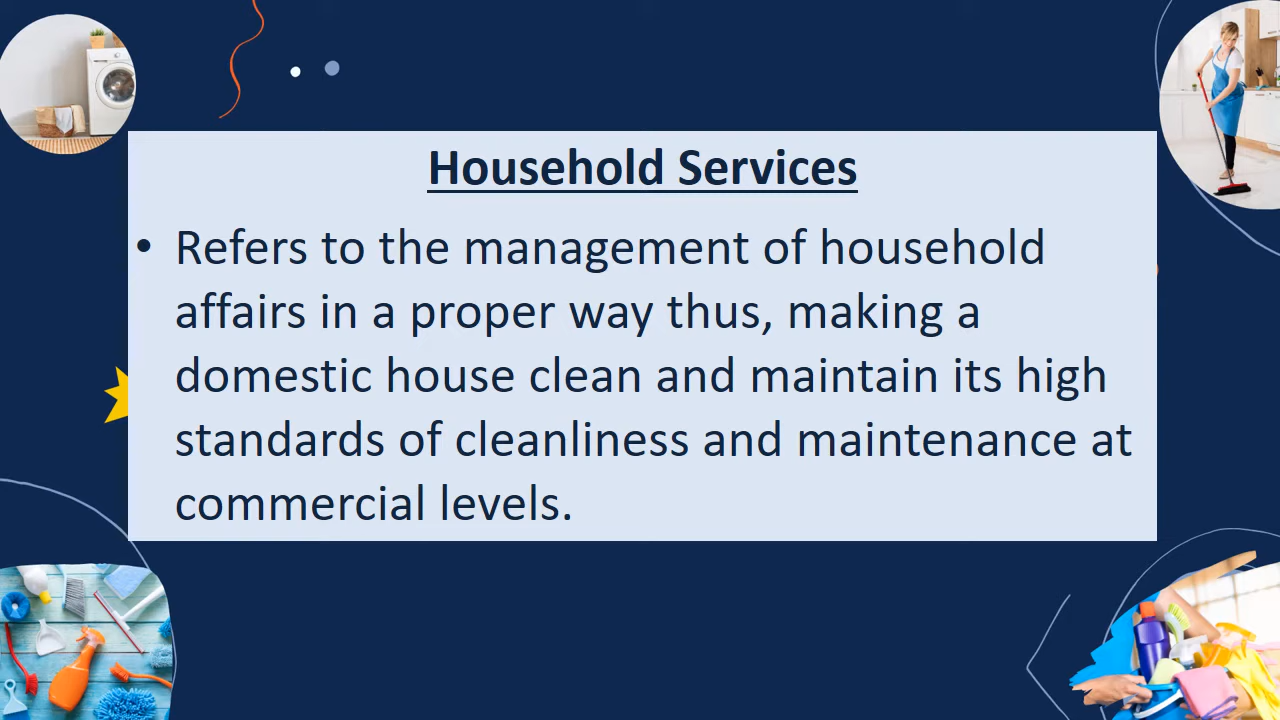 Household Services
• Refers to the management of household
affairs in a proper way thus, making a
domestic house clean and maintain its high
standards of cleanliness and maintenance at
commercial levels.